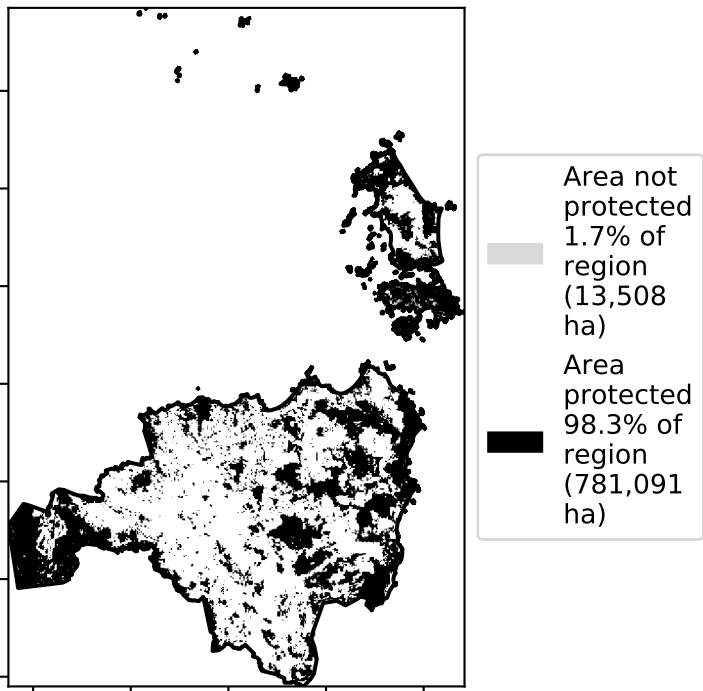 Area not
protected
1.7% of
region
(13,508
ha)
Area
protected
98.3% of
region
(781,091
ha)